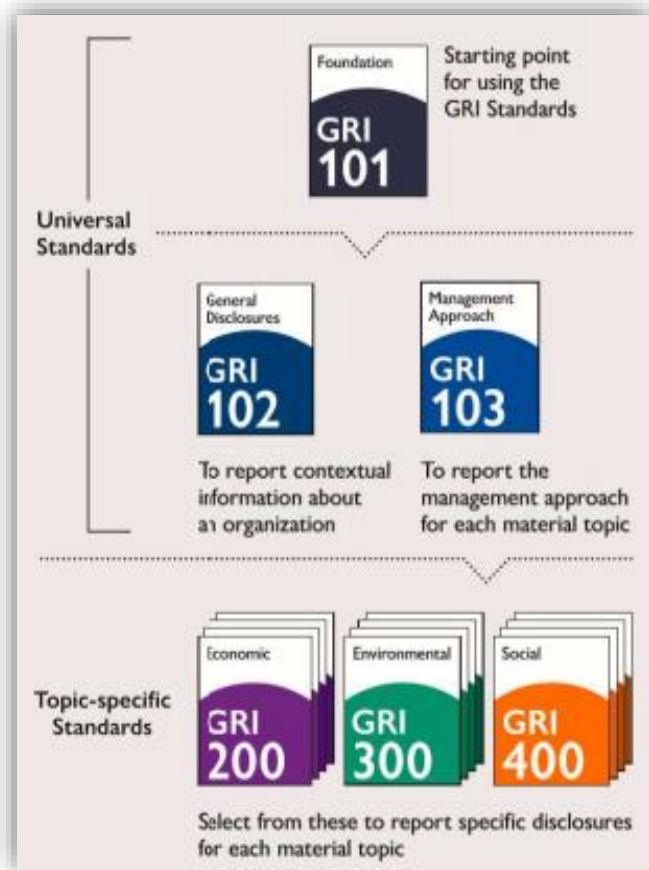 Foundation
GRI
101
Starting point
for using the
GRI Standards
Universal
Standards
General
Disclosures
GRI
102
Management
Approach
GRI
103
To report contextual
information about
an organization
To report the
management approach
for each material topic
Topic-specific
Standards
Economic
GRI
200
Environmental
GRI
300
Social
GRI
400
Select from these to report specific disclosures
for each material topic